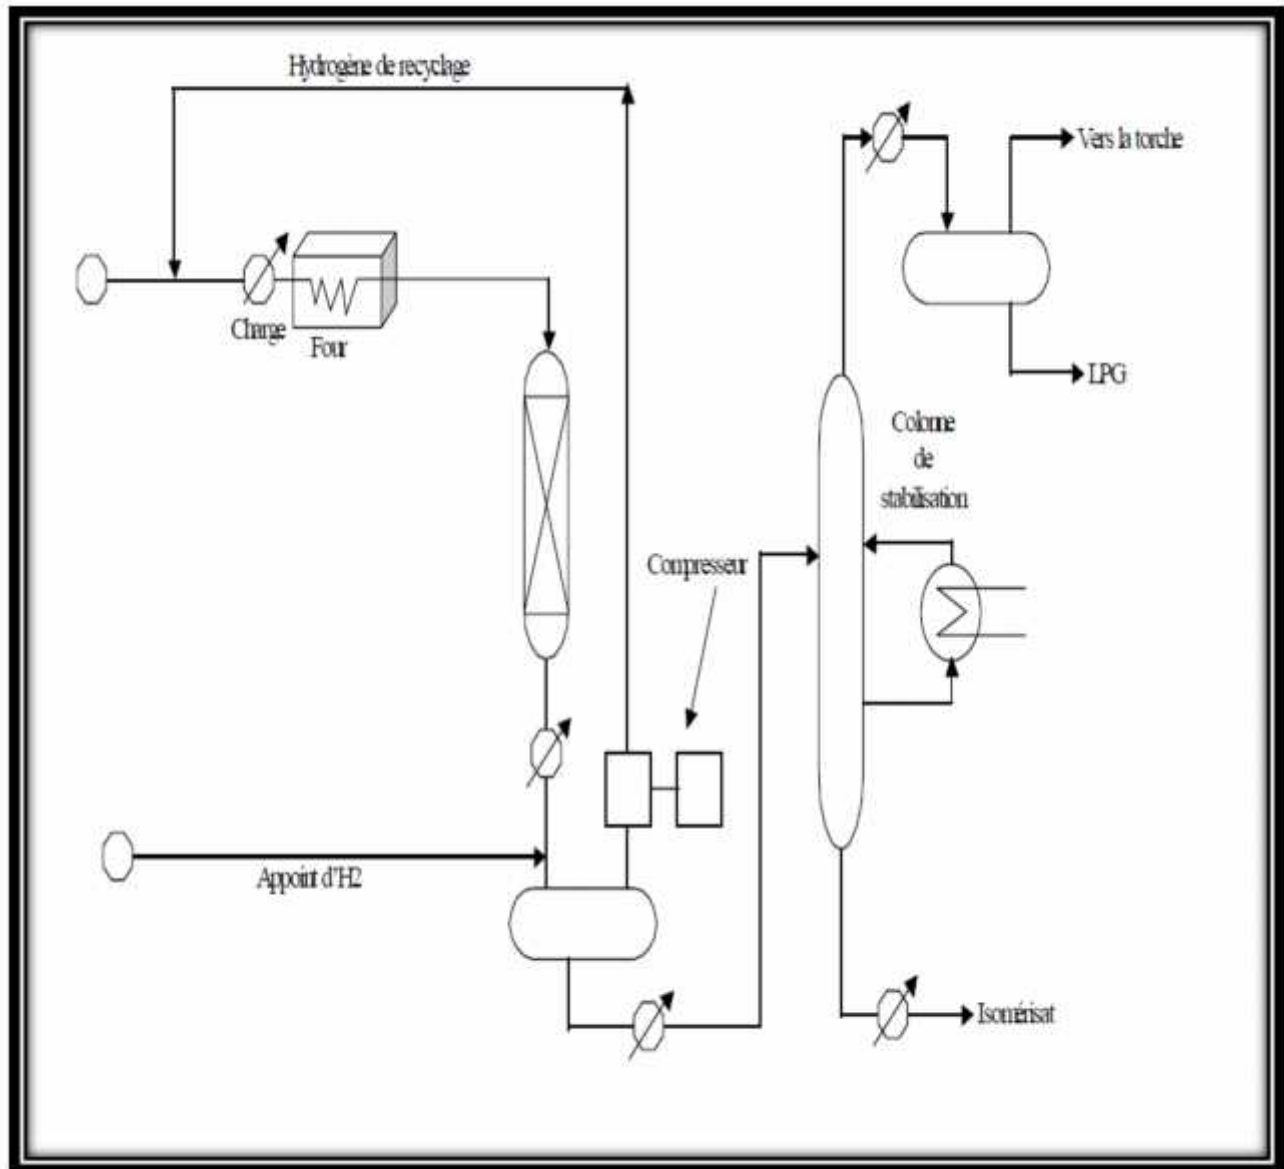 Hydrogène de recyclage
Vers la torche
Charge
Four
LPG
Colonne
de
stabilisation
Compresseur
Appoint d'H2
Isomérisat